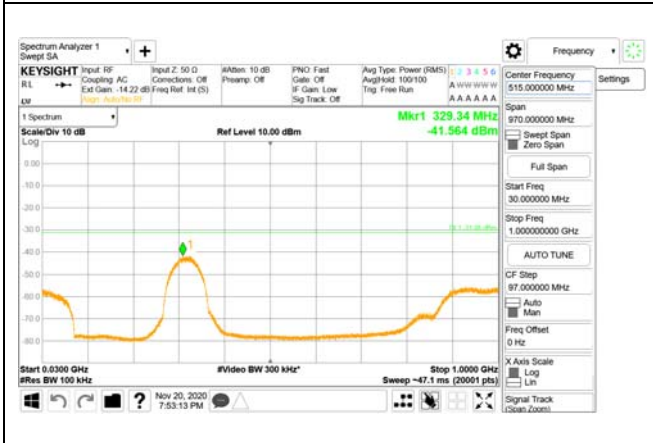 Spectrum Analyzer 1
Swept SA
Frequency
KEYSIGHT
Input: RF
Coupling: AC
Ext Gain: -14.22 dB
Align: Auto/No RF
Input Z: 50 Ω
Corrections: Off
Freq Ref: Int (S)
#Atten: 10 dB
Preamp: Off
PNO: Fast
Gate: Off
IF Gain: Low
Sig Track: Off
Avg Type: Power (RMS)
Avg|Hold: 100/100
Trig: Free Run
1 2 3 4 5 6
A W W W W W
A A A A A A
RL
1 Spectrum
Scale/Div 10 dB
Log
Ref Level 10.00 dBm
Mkr1 329.34 MHz
-41.564 dBm
0.00
-10.0
-20.0
-30.0
-40.0
-50.0
-60.0
-70.0
-80.0
1
Start 0.0300 GHz
#Res BW 100 kHz
#Video BW 300 kHz*
Stop 1.0000 GHz
Sweep ~47.1 ms (20001 pts)
Nov 20, 2020
7:53:13 PM
Center Frequency
515.000000 MHz
Settings
Span
970.000000 MHz
Swept Span
Zero Span
Full Span
Start Freq
30.000000 MHz
Stop Freq
1.000000000 GHz
AUTO TUNE
CF Step
97.000000 MHz
Auto
Man
Freq Offset
0 Hz
X Axis Scale
Log
Lin
Signal Track
(Span Zoom)